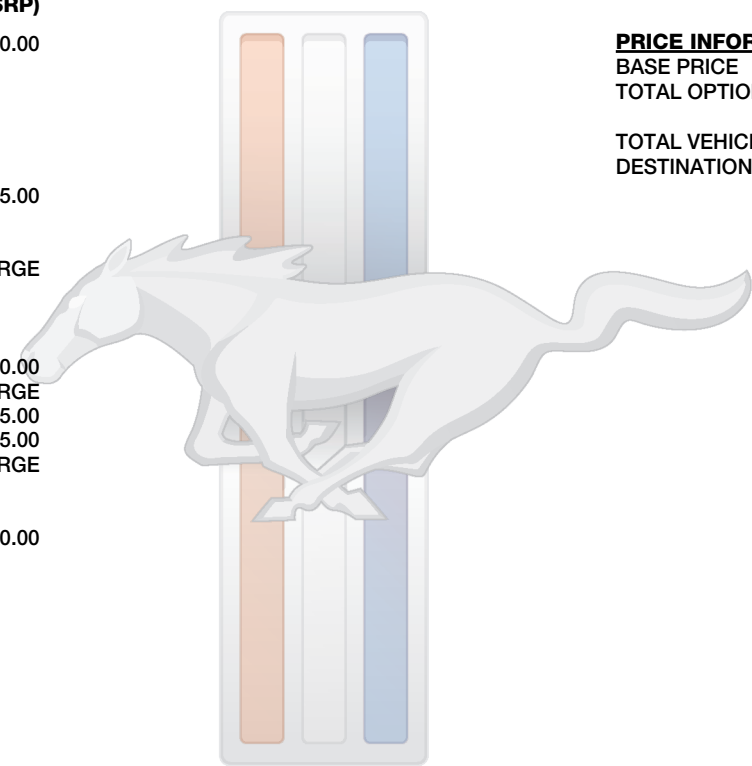 SRP)
0.00
5.00
RGE
0.00
RGE
5.00
5.00
RGE
0.00
PRICE INFOR
BASE PRICE
TOTAL OPTIO
TOTAL VEHIC
DESTINATION